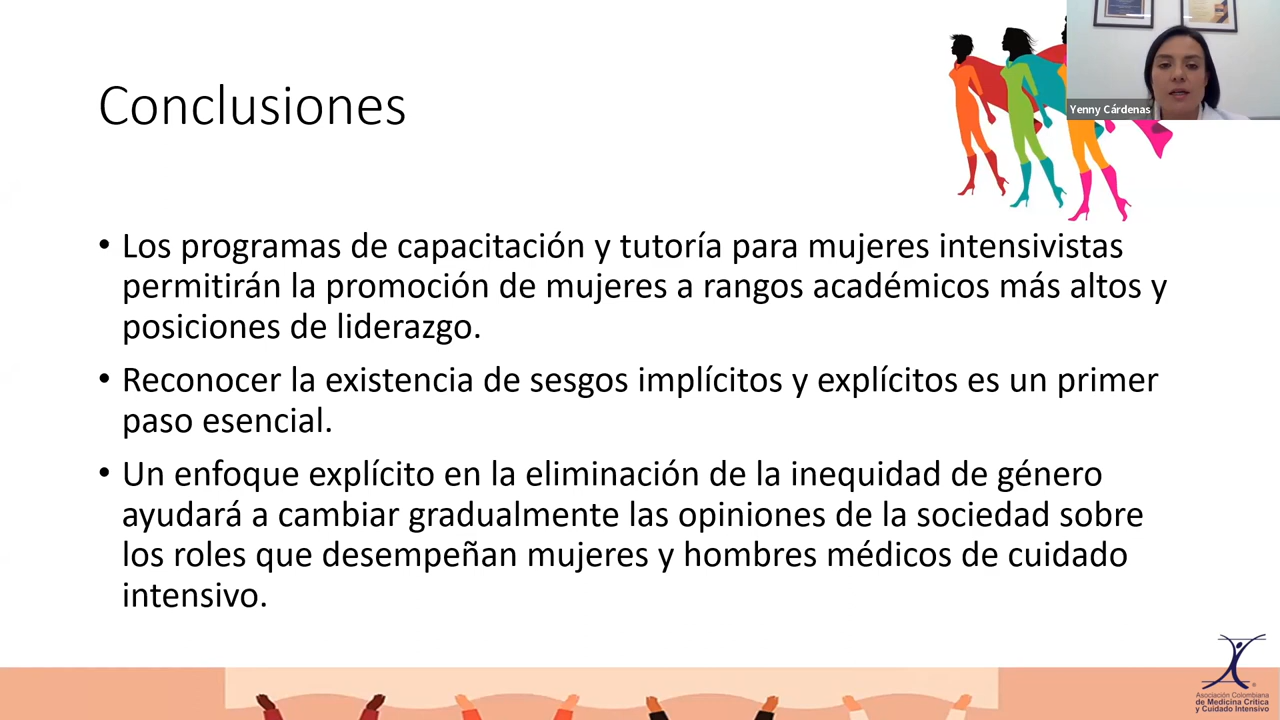 Conclusiones
Yenny Cárdenas
• Los programas de capacitación y tutoría para mujeres intensivistas
permitirán la promoción de mujeres a rangos académicos más altos y
posiciones de liderazgo.
• Reconocer la existencia de sesgos implícitos y explícitos es un primer
paso esencial.
• Un enfoque explícito en la eliminación de la inequidad de género
ayudará a cambiar gradualmente las opiniones de la sociedad sobre
los roles que desempeñan mujeres y hombres médicos de cuidado
intensivo.
Asociación Colombiana
de Medicina Crítica
y Cuidado Intensivo